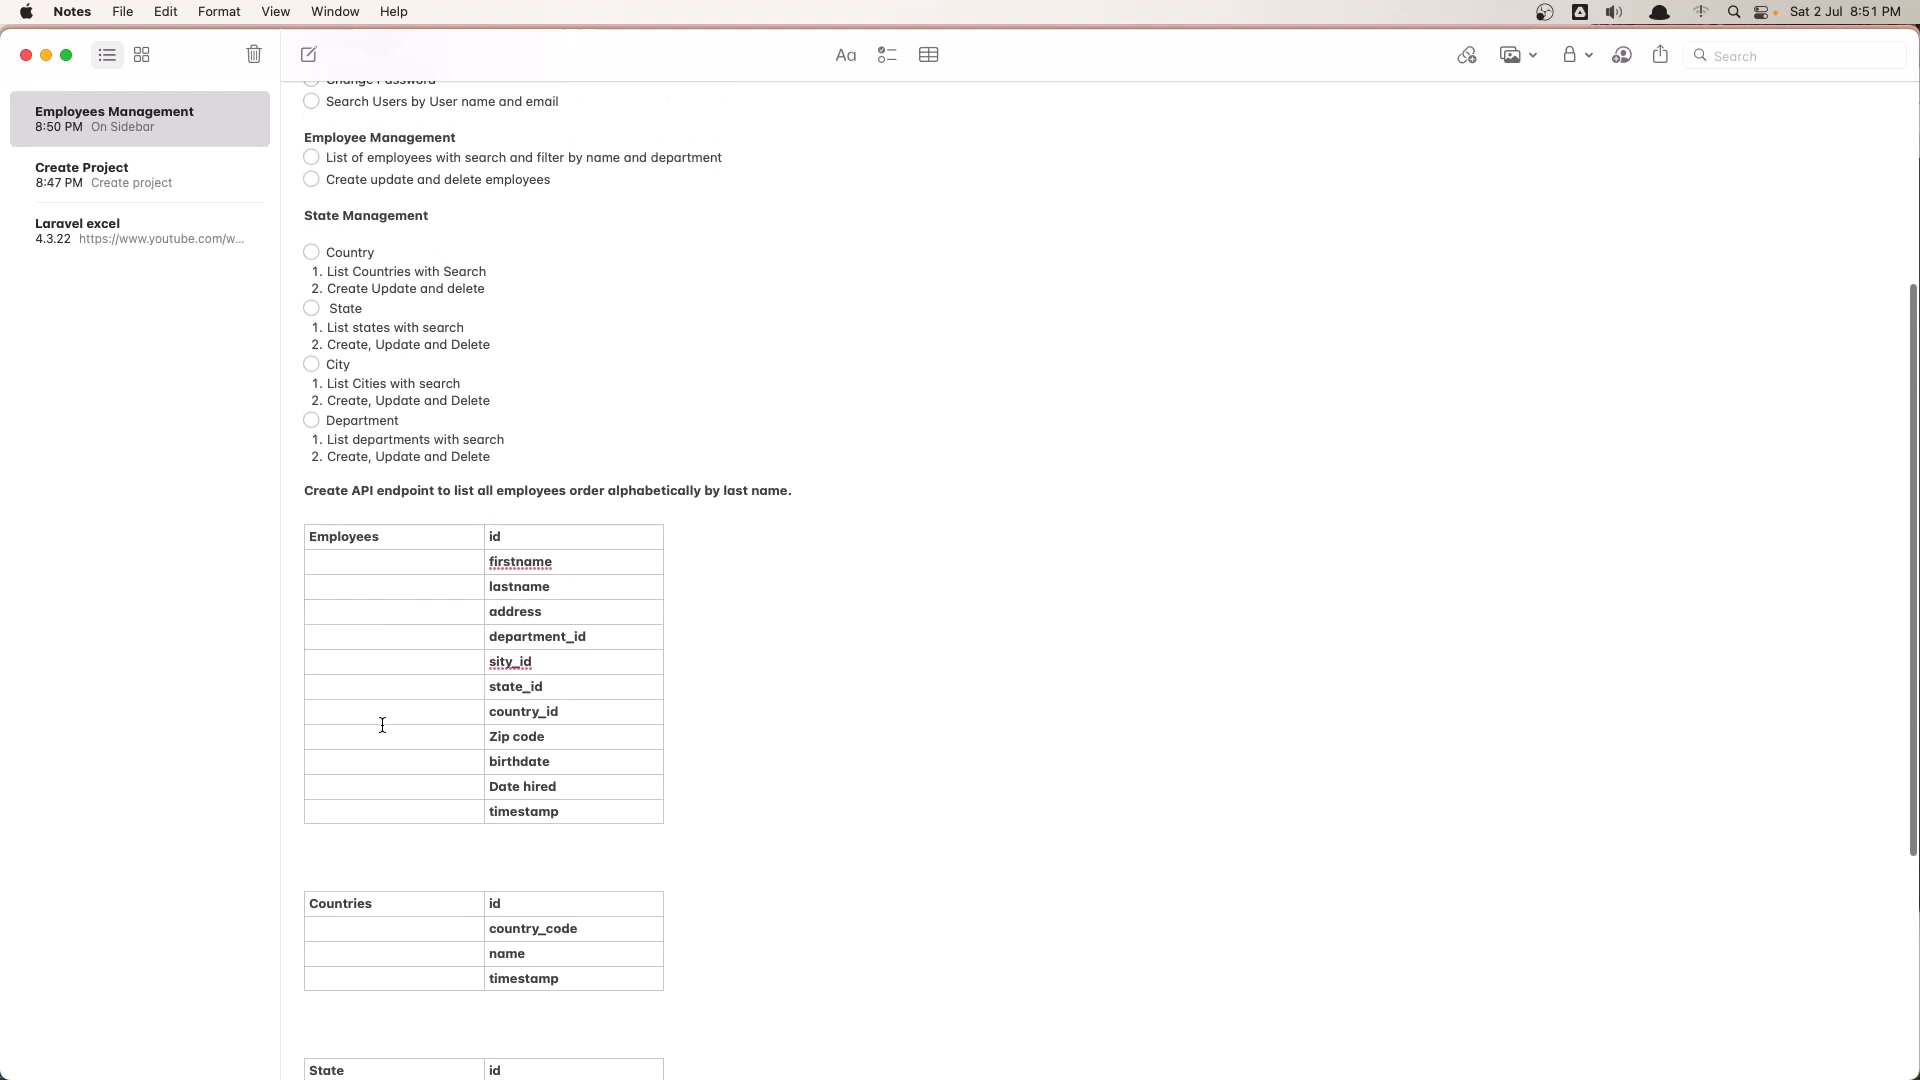 Notes File Edit Format View Window Help
Sat 2 Jul 8:51 PM
Aa
Search
Employees Management
8:50 PM On Sidebar
Create Project
8:47 PM Create project
Laravel excel
4.3.22 https://www.youtube.com/w...
Change Password
Search Users by User name and email
Employee Management
List of employees with search and filter by name and department
Create update and delete employees
State Management
Country
1. List Countries with Search
2. Create Update and delete
State
1. List states with search
2. Create, Update and Delete
City
1. List Cities with search
2. Create, Update and Delete
Department
1. List departments with search
2. Create, Update and Delete
Create API endpoint to list all employees order alphabetically by last name.
Employees id
firstname
lastname
address
department_id
sity_id
state_id
country_id
Zip code
birthdate
Date hired
timestamp
Countries id
country_code
name
timestamp
State id